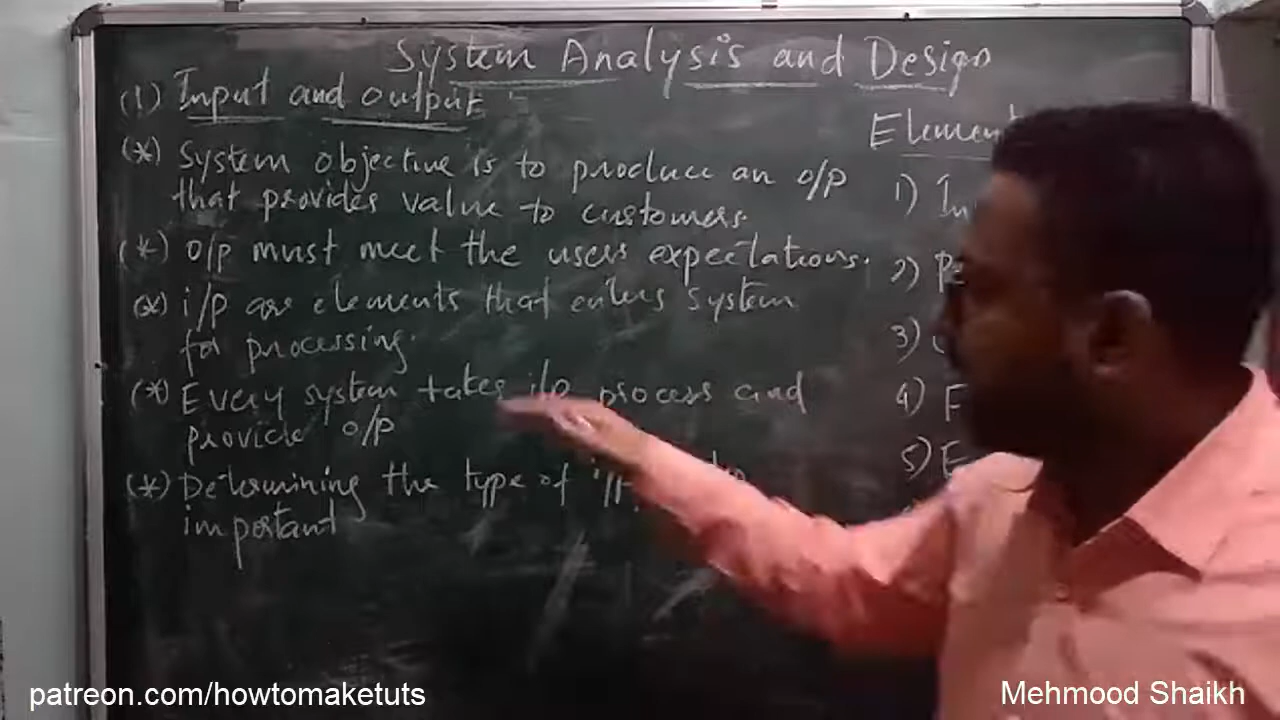 System Analysis and Design
(1) Input and output
(*) System objective is to produce an o/p
that provides value to customers.
(*) o/p must meet the users expectations.
(*) i/p are elements that enters system
for processing.
(*) Every system takes i/p process and
provide o/p
(*) Determining the type of
important
Element
1) In
2)
3)
4) F
5) E
patreon.com/howtomaketuts
Mehmood Shaikh